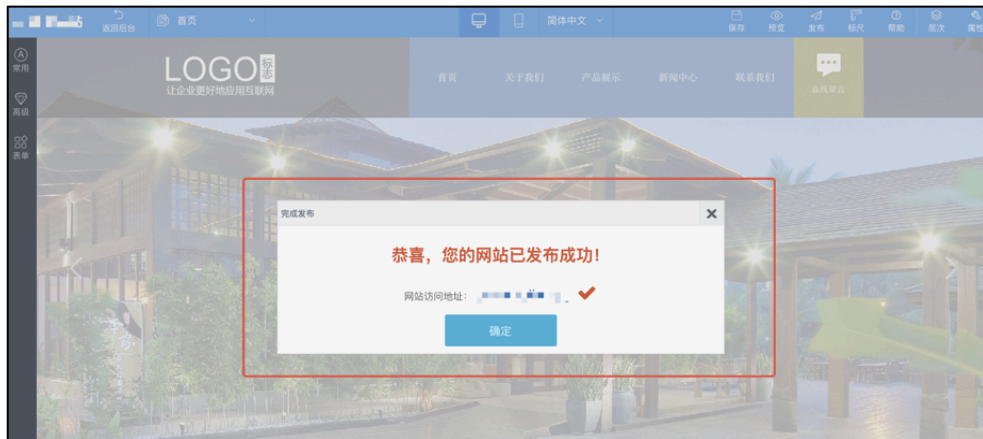 返回后台 首页 简体中文 保存 预览 发布 标尺 帮助 层次 属性
常用
高级
表单
LOGO标志
让企业更好地应用互联网
首页 关于我们 产品展示 新闻中心 联系我们 在线留言
完成发布
恭喜，您的网站已发布成功！
网站访问地址：
确定